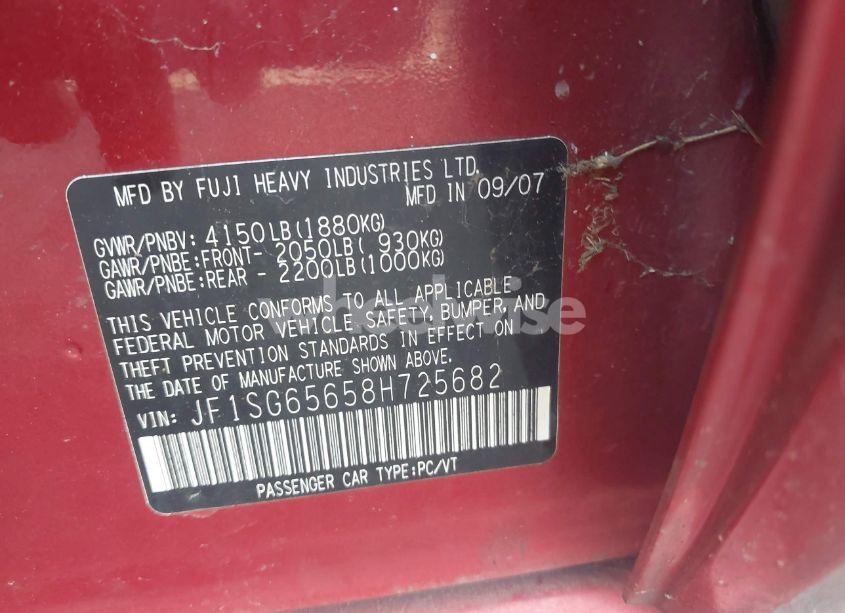 MFD BY FUJI HEAVY INDUSTRIES LTD.
MFD IN 09/07
GVWR/PNBV: 4150LB(1880KG)
GAWR/PNBE:FRONT- 2050LB( 930KG)
GAWR/PNBE:REAR - 2200LB(1000KG)
THIS VEHICLE CONFORMS TO ALL APPLICABLE
FEDERAL MOTOR VEHICLE SAFETY, BUMPER, AND
THEFT PREVENTION STANDARDS IN EFFECT ON
THE DATE OF MANUFACTURE SHOWN ABOVE.
VIN: JF1SG65658H725682
PASSENGER CAR TYPE:PC/VT